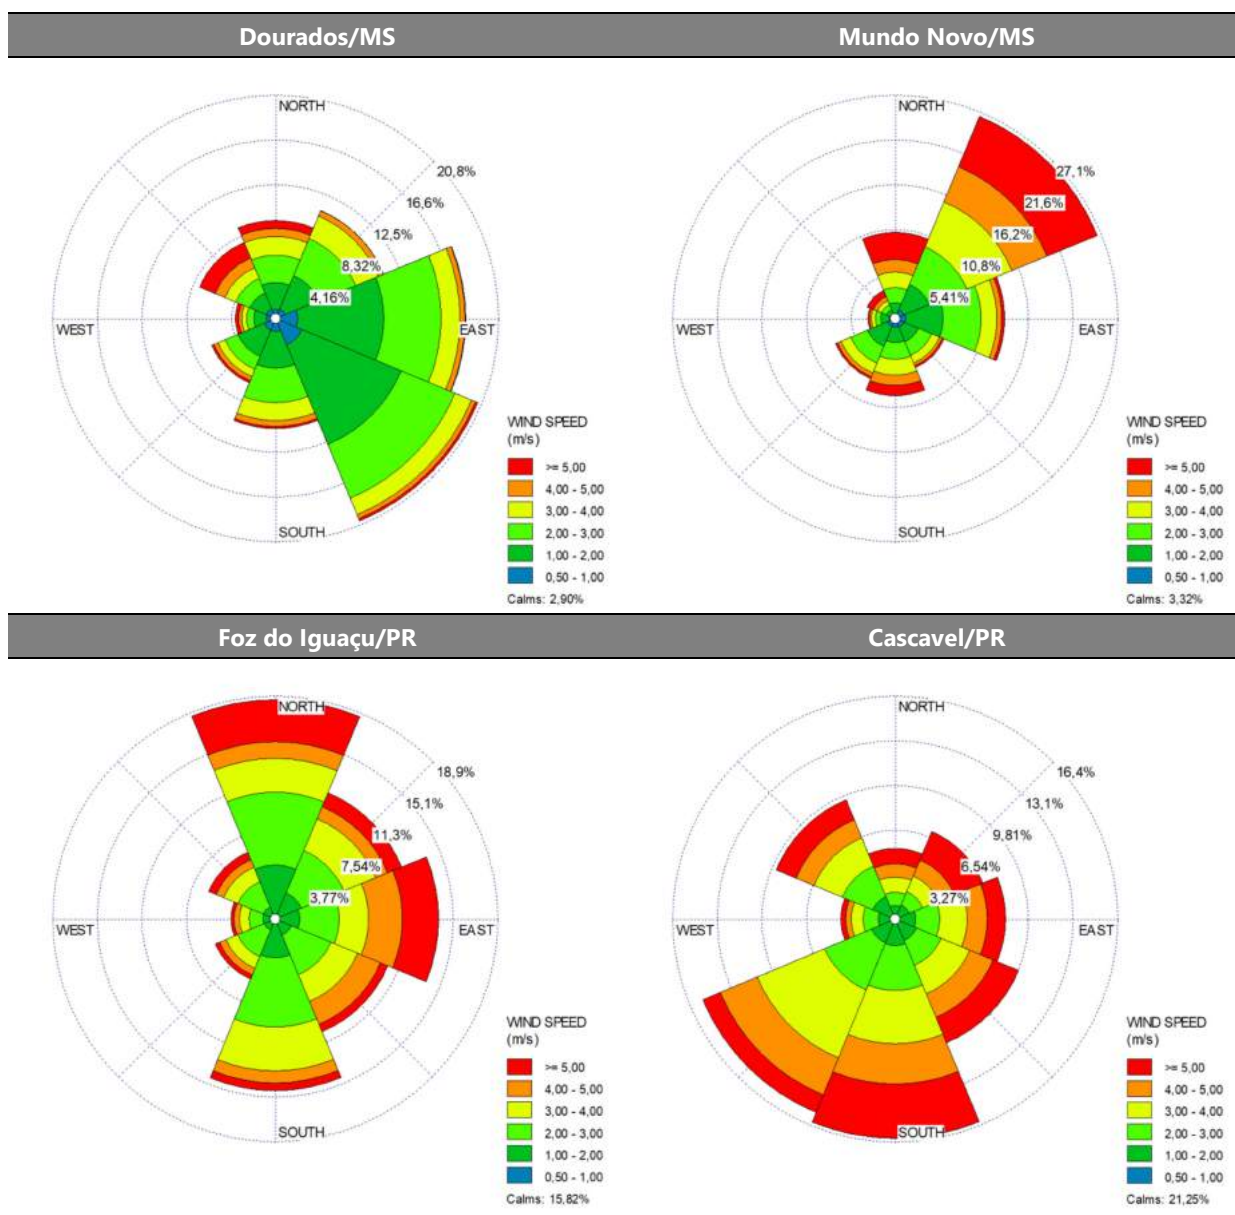 Dourados/MS
Mundo Novo/MS
NORTH
20,8%
16,6%
12,5%
8,32%
4,16%
WEST
EAST
SOUTH
WIND SPEED
(m/s)
>= 5,00
4,00 - 5,00
3,00 - 4,00
2,00 - 3,00
1,00 - 2,00
0,50 - 1,00
Calms: 2,90%
NORTH
27,1%
21,6%
16,2%
10,8%
5,41%
WEST
EAST
SOUTH
WIND SPEED
(m/s)
>= 5,00
4,00 - 5,00
3,00 - 4,00
2,00 - 3,00
1,00 - 2,00
0,50 - 1,00
Calms: 3,32%
Foz do Iguaçu/PR
Cascavel/PR
NORTH
18,9%
15,1%
11,3%
7,54%
3,77%
WEST
EAST
SOUTH
WIND SPEED
(m/s)
>= 5,00
4,00 - 5,00
3,00 - 4,00
2,00 - 3,00
1,00 - 2,00
0,50 - 1,00
Calms: 15,82%
NORTH
16,4%
13,1%
9,81%
6,54%
3,27%
WEST
EAST
SOUTH
WIND SPEED
(m/s)
>= 5,00
4,00 - 5,00
3,00 - 4,00
2,00 - 3,00
1,00 - 2,00
0,50 - 1,00
Calms: 21,25%